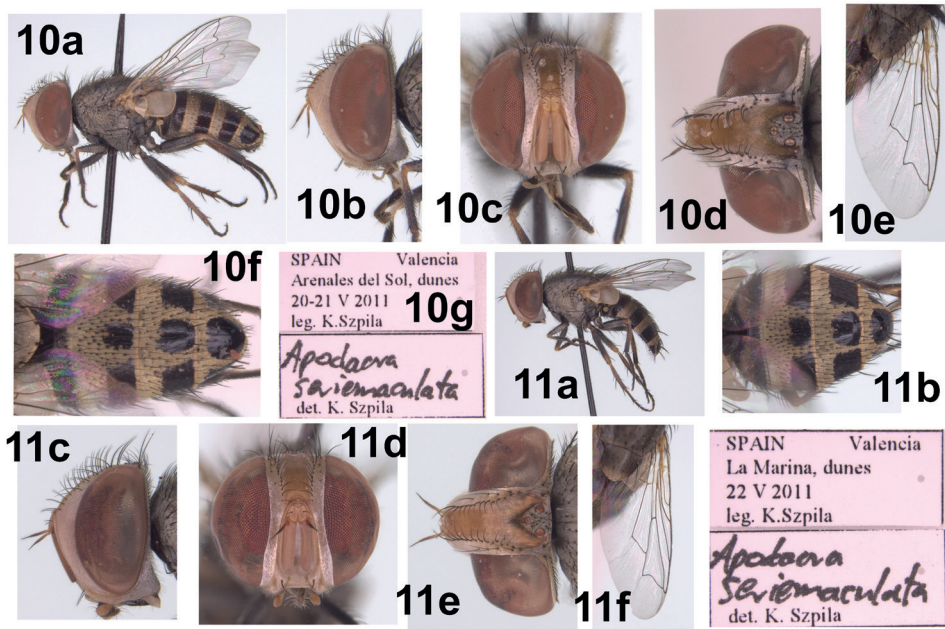 10a
10b
10c
10d
10e
10f
SPAIN Valencia
Arenales del Sol, dunes
20-21 V 2011
leg. K.Szpila
10g
Apodacra
seriemaculata
det. K. Szpila
11a
11b
11c
11d
11e
11f
SPAIN Valencia
La Marina, dunes
22 V 2011
leg. K.Szpila
Apodacra
seriemaculata
det. K. Szpila